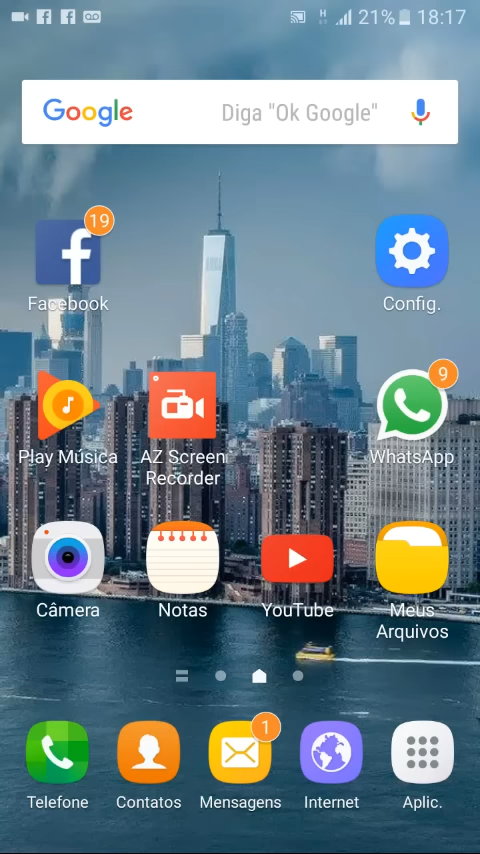 H 21% 18:17
Google Diga "Ok Google"
19
Facebook Config.
9
Play Música AZ Screen Recorder WhatsApp
Câmera Notas YouTube Meus Arquivos
1
Telefone Contatos Mensagens Internet Aplic.